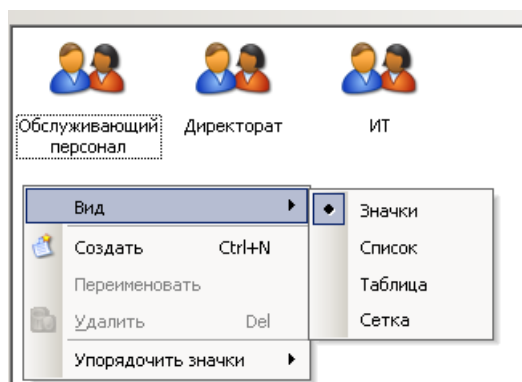 Обслуживающий
персонал
Директорат
ИТ
Вид
Создать Ctrl+N
Переименовать
Удалить Del
Упорядочить значки
Значки
Список
Таблица
Сетка